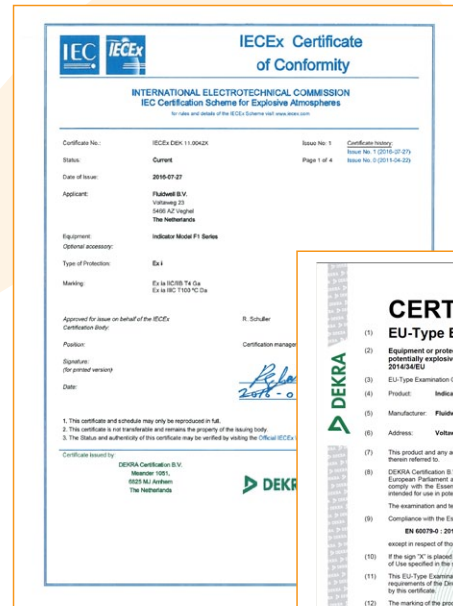 IEC IECEx
IECEx Certificate
of Conformity
INTERNATIONAL ELECTROTECHNICAL COMMISSION
IEC Certification Scheme for Explosive Atmospheres
for rules and details of the IECEx Scheme visit www.iecex.com
Certificate No.: IECEx DEK 11.0042X Issue No. 1 Certificate history:
Issue No. 1 (2016-07-27)
Status: Current Page 1 of 4 Issue No. 0 (2011-04-22)
Date of Issue: 2016-07-27
Applicant: Fluidwell B.V.
Voltaweg 23
5466 AZ Veghel
The Netherlands
Equipment: Indicator Model F1 Series
Optional accessory:
Type of Protection: Ex i
Marking: Ex ia IIC/IIB T4 Ga
Ex ia IIIC T100 ºC Da
Approved for issue on behalf of the IECEx R. Schuller
Certification Body:
Position: Certification manager
Signature:
(for printed version)
Date: 2016 - 0
1. This certificate and schedule may only be reproduced in full.
2. This certificate is not transferable and remains the property of the issuing body.
3. The Status and authenticity of this certificate may be verified by visiting the Official IECEx
Certificate issued by:
DEKRA Certification B.V.
Meander 1051,
6825 MJ Arnhem
The Netherlands
DEKR
DEKRA
CERT
(1) EU-Type E
(2) Equipment or prote
potentially explosive
2014/34/EU
(3) EU-Type Examination C
(4) Product: Indica
(5) Manufacturer: Fluidw
(6) Address: Voltaw
(7) This product and any a
therein referred to.
(8) DEKRA Certification B.
European Parliament a
comply with the Essen
intended for use in pote
The examination and te
(9) Compliance with the Es
EN 60079-0 : 201
except in respect of tho
(10) If the sign "X" is placed
of Use specified in the
(11) This EU-Type Examina
requirements of the Dire
by this certificate.
(12) The marking of the prod